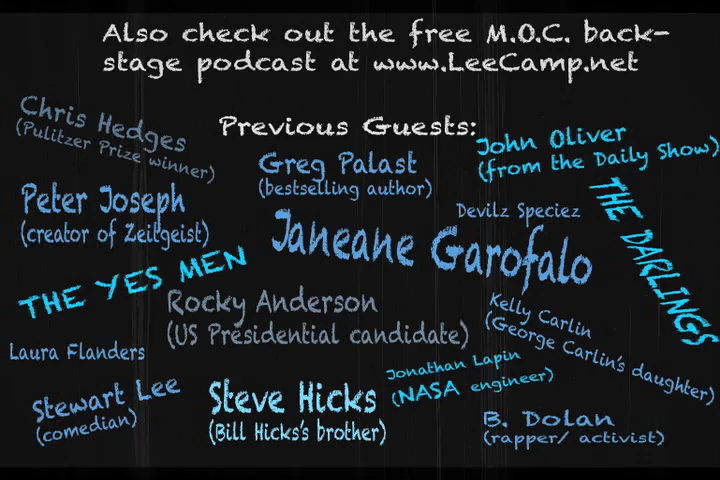 Also check out the free M.O.C. back-
stage podcast at www.LeeCamp.net
Previous Guests:
Chris Hedges
(Pulitzer Prize winner)
Greg Palast
(bestselling author)
John Oliver
(from the Daily Show)
Peter Joseph
(creator of Zeitgeist)
Devilz Speciez
Janeane Garofalo
THE DARLINGS
THE YES MEN
Rocky Anderson
(US Presidential candidate)
Kelly Carlin
(George Carlin's daughter)
Laura Flanders
Jonathan Lapin
(NASA engineer)
Stewart Lee
(comedian)
Steve Hicks
(Bill Hicks's brother)
B. Dolan
(rapper/ activist)